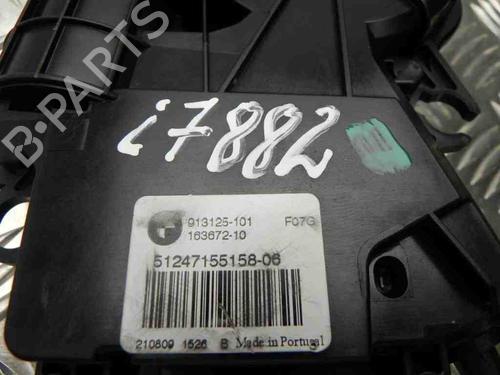 B-PARTS
i7882
913125-101 F07G
163672-10
51247155158-06
210809 1526 B Made in Portugal